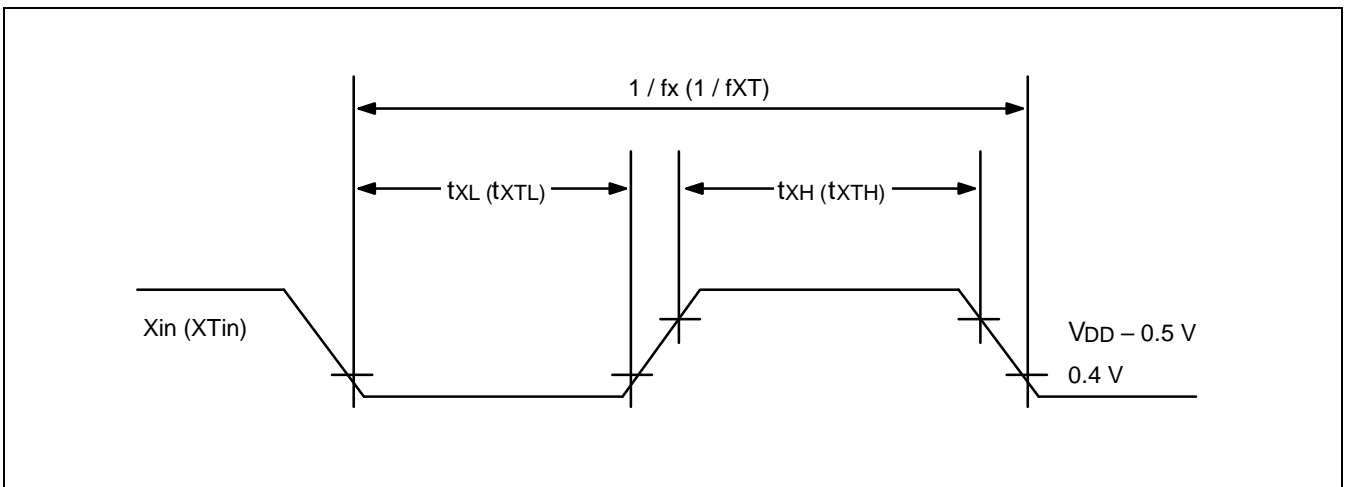 1 / fx (1 / fXT)
tXL (tXTL)
tXH (tXTH)
Xin (XTin)
VDD – 0.5 V
0.4 V